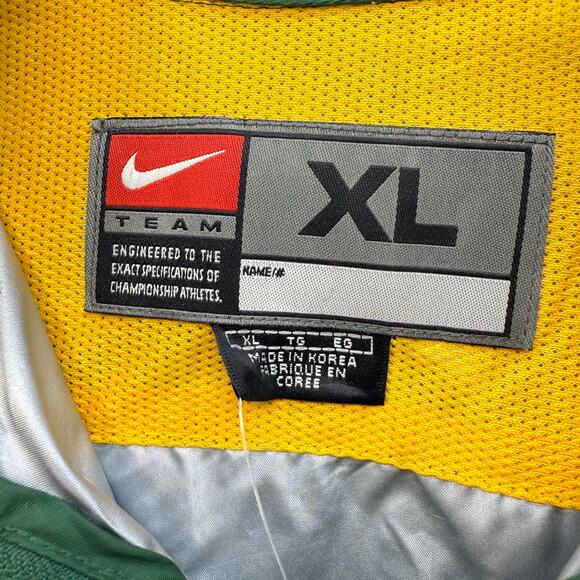 TEAM
ENGINEERED TO THE
EXACT SPECIFICATIONS OF
CHAMPIONSHIP ATHLETES.
XL
NAME/#
XL TG EG
MADE IN KOREA
FABRIQUE EN
COREE